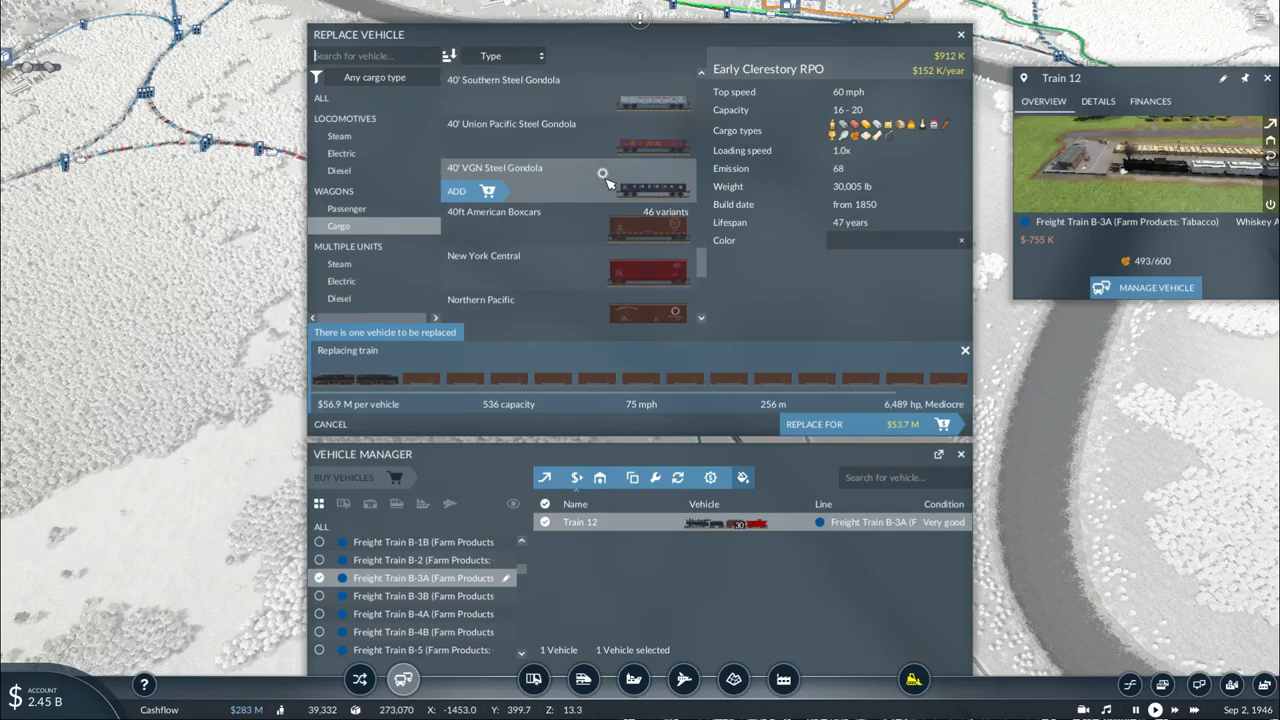 REPLACE VEHICLE
Search for vehicle...
Type
Any cargo type
ALL
LOCOMOTIVES
Steam
Electric
Diesel
WAGONS
Passenger
Cargo
MULTIPLE UNITS
Steam
Electric
Diesel
40' Southern Steel Gondola
40' Union Pacific Steel Gondola
40' VGN Steel Gondola
ADD
40ft American Boxcars 46 variants
New York Central
Northern Pacific
$912 K
Early Clerestory RPO $152 K/year
Top speed 60 mph
Capacity 16 - 20
Cargo types
Loading speed 1.0x
Emission 68
Weight 30,005 lb
Build date from 1850
Lifespan 47 years
Color
There is one vehicle to be replaced
Replacing train
$56.9 M per vehicle 536 capacity 75 mph 256 m 6,489 hp, Mediocre
CANCEL
REPLACE FOR $53.7 M
Train 12
OVERVIEW DETAILS FINANCES
Freight Train B-3A (Farm Products: Tabacco) Whiskey A
$-755 K
493/600
MANAGE VEHICLE
VEHICLE MANAGER
BUY VEHICLES
Search for vehicle...
ALL
Freight Train B-1B (Farm Products
Freight Train B-2 (Farm Products:
Freight Train B-3A (Farm Products
Freight Train B-3B (Farm Products
Freight Train B-4A (Farm Products
Freight Train B-4B (Farm Products
Freight Train B-5 (Farm Products:
Name Vehicle Line Condition
Train 12 Freight Train B-3A (F Very good
1 Vehicle 1 Vehicle selected
$ ACCOUNT
2.45 B
?
Cashflow $283 M 39,332 273,070 X: -1453.0 Y: 399.7 Z: 13.3
Sep 2, 1946